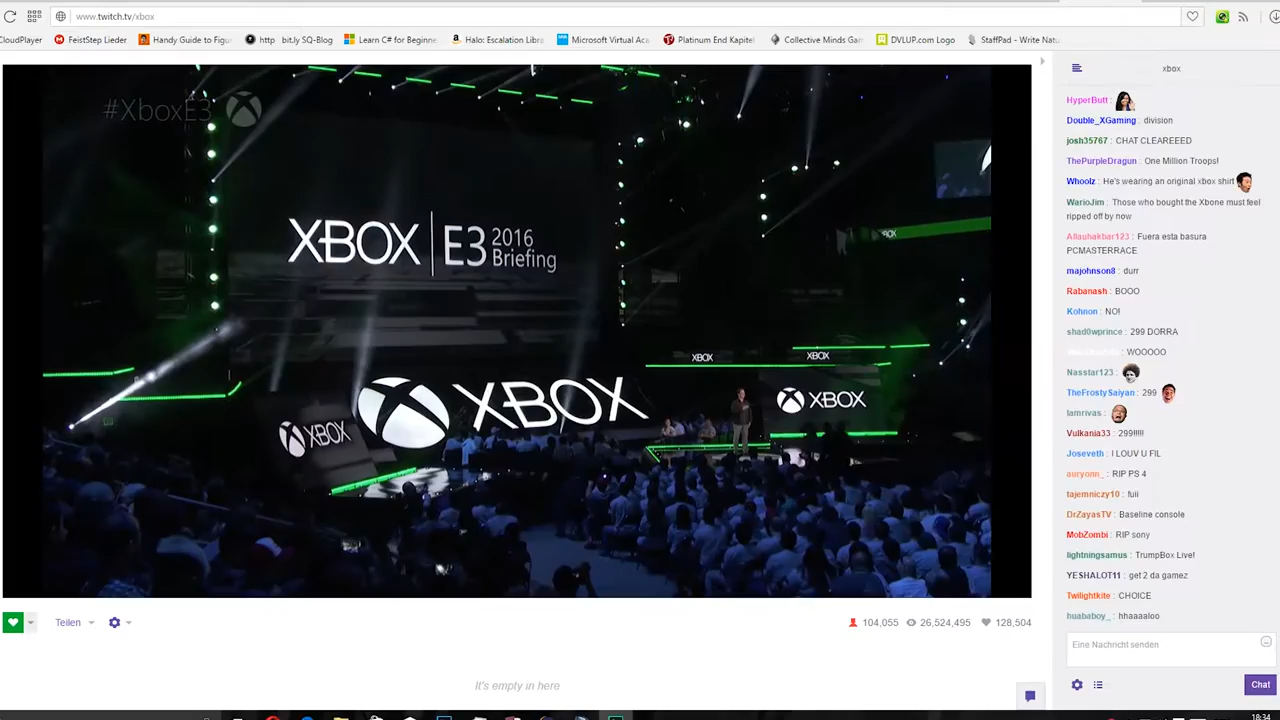 www.twitch.tv/xbox
CloudPlayer
FeistStep Lieder
Handy Guide to Figu
http bit.ly SQ-Blog
Learn C# for Beginne
Halo: Escalation Libra
Microsoft Virtual Aca
Platinum End Kapitel
Collective Minds Gam
DVLUP.com Logo
StaffPad - Write Natu
#XboxE3
XBOX E3 2016 Briefing
XBOX
XBOX
XBOX
XBOX
XBOX
XBOX
Teilen
104,055 26,524,495 128,504
It's empty in here
xbox
HyperButt :
Double_XGaming : division
josh35767 : CHAT CLEAREEED
ThePurpleDragun : One Million Troops!
Whoolz : He's wearing an original xbox shirt
WarioJim : Those who bought the Xbone must feel
ripped off by now
Allauhakbar123 : Fuera esta basura
PCMASTERRACE
majohnson8 : durr
Rabanash : BOOO
Kohnon : NO!
shad0wprince : 299 DORRA
: WOOOOO
Nasstar123 :
TheFrostySaiyan : 299
Iamrivas :
Vulkania33 : 299!!!!!
Joseveth : I LOUV U FIL
auryonn_ : RIP PS 4
tajemniczy10 : fuii
DrZayasTV : Baseline console
MobZombi : RIP sony
lightningsamus : TrumpBox Live!
YESHALOT11 : get 2 da gamez
Twilightkite : CHOICE
huababoy_ : hhaaaaloo
Eine Nachricht senden
Chat
18:34